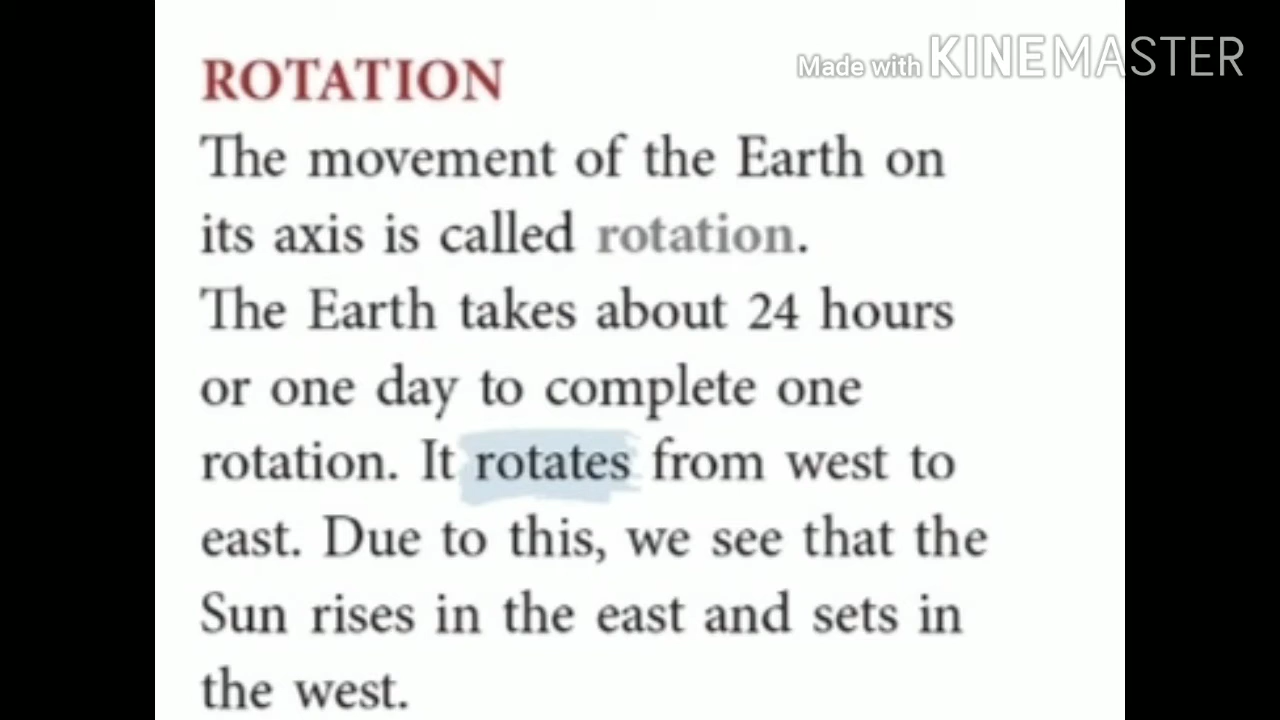 Made with KINEMASTER
ROTATION
The movement of the Earth on
its axis is called rotation.
The Earth takes about 24 hours
or one day to complete one
rotation. It rotates from west to
east. Due to this, we see that the
Sun rises in the east and sets in
the west.